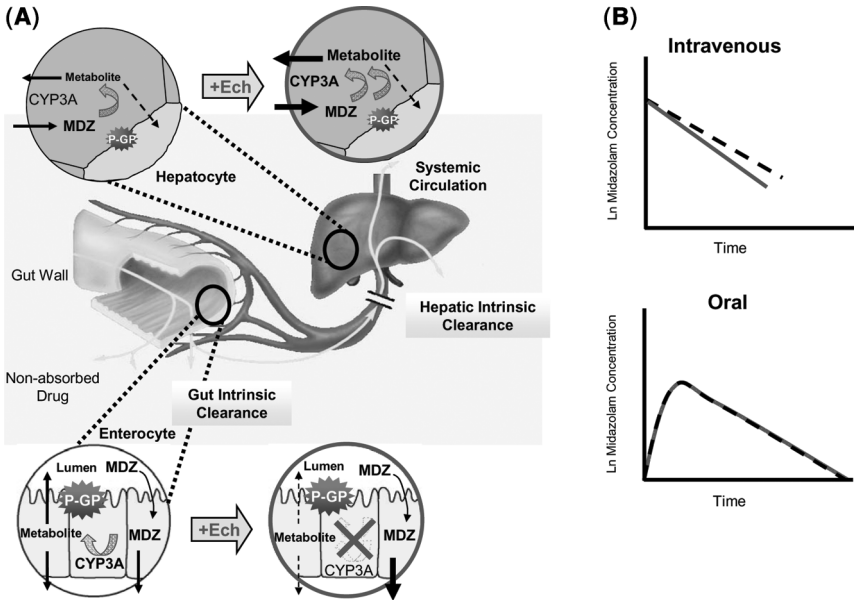 (A)
Metabolite
CYP3A
MDZ
P-GP
+Ech
Metabolite
CYP3A
MDZ
P-GP
Hepatocyte
Systemic
Circulation
Gut Wall
Hepatic Intrinsic
Clearance
Non-absorbed
Drug
Gut Intrinsic
Clearance
Enterocyte
Lumen
MDZ
P-GP
Metabolite
MDZ
CYP3A
+Ech
Lumen
MDZ
P-GP
Metabolite
MDZ
CYP3A
(B)
Intravenous
Ln Midazolam Concentration
Time
Oral
Ln Midazolam Concentration
Time